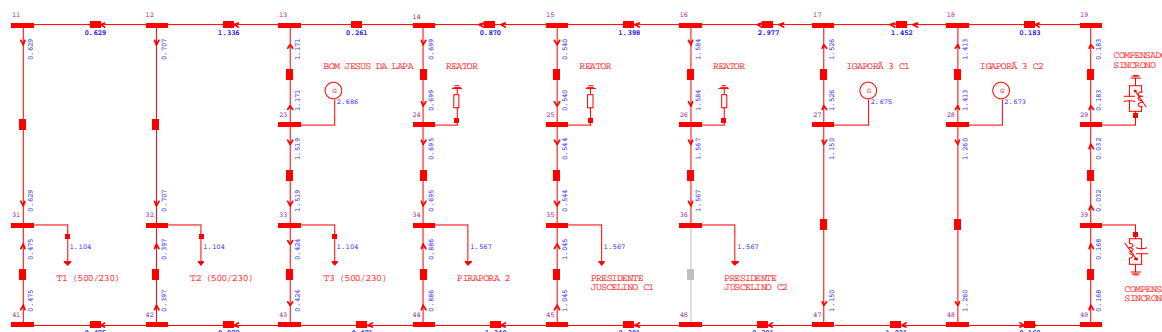 11 12 13 14 15 16 17 18 19
0.629 1.336 0.261 0.870 1.398 2.977 1.452 0.183
0.629 0.707 1.171 0.699 0.540 1.584 1.526 1.413 0.183
BOM JESUS DA LAPA REATOR REATOR REATOR IGAPORÃ 3 C1 IGAPORÃ 3 C2
COMPENSAD
SINCRONO
1.171 0.699 0.540 1.584 1.526 1.413 0.183
G 2.686 G 2.675 G 2.673
23 24 25 26 27 28 29
1.519 0.695 0.544 1.567 1.150 1.260 0.032
0.629 0.707 1.519 0.695 0.544 1.567 0.032
31 32 33 34 35 36 39
0.475 0.397 0.424 0.386 1.045 0.168
1.104 1.104 1.104 1.567 1.567 1.567
T1 (500/230) T2 (500/230) T3 (500/230) PIRAPORA 2 PRESIDENTE
JUSCELINO C1
PRESIDENTE
JUSCELINO C2
COMPENS
SINCRON
0.475 0.397 0.424 0.886 1.045 1.150 1.260 0.168
41 42 43 44 45 46 47 48 49